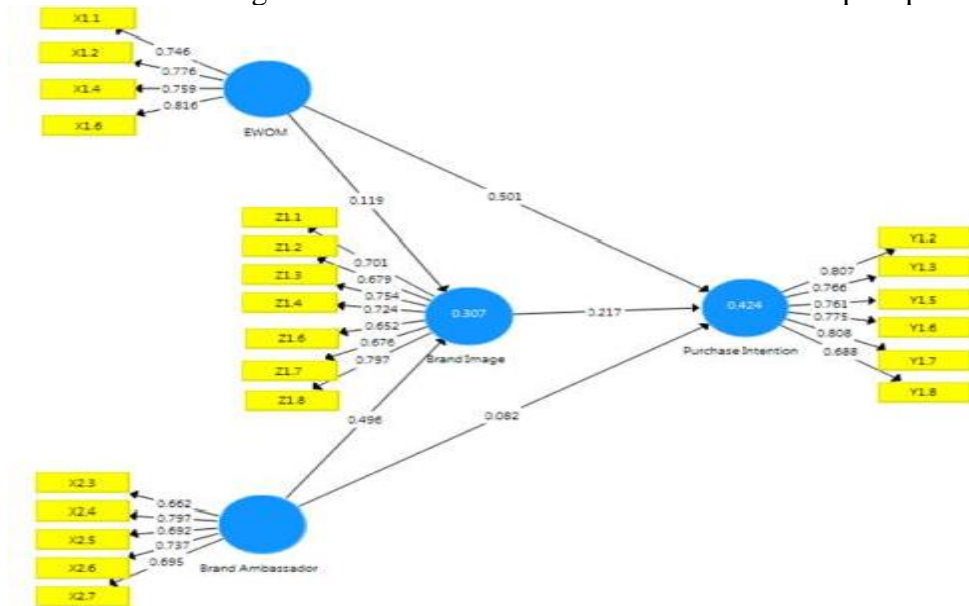 X1.1
X1.2
X1.4
X1.6
0.746
0.776
0.759
0.816
EWOM
0.119
0.501
Z1.1
Z1.2
Z1.3
Z1.4
Z1.6
Z1.7
Z1.8
0.701
0.679
0.754
0.724
0.652
0.676
0.797
0.307
Brand Image
0.217
0.424
Purchase Intention
0.807
0.766
0.761
0.775
0.808
0.688
Y1.2
Y1.3
Y1.5
Y1.6
Y1.7
Y1.8
0.496
0.082
X2.3
X2.4
X2.5
X2.6
X2.7
0.662
0.797
0.692
0.737
0.695
Brand Ambassador